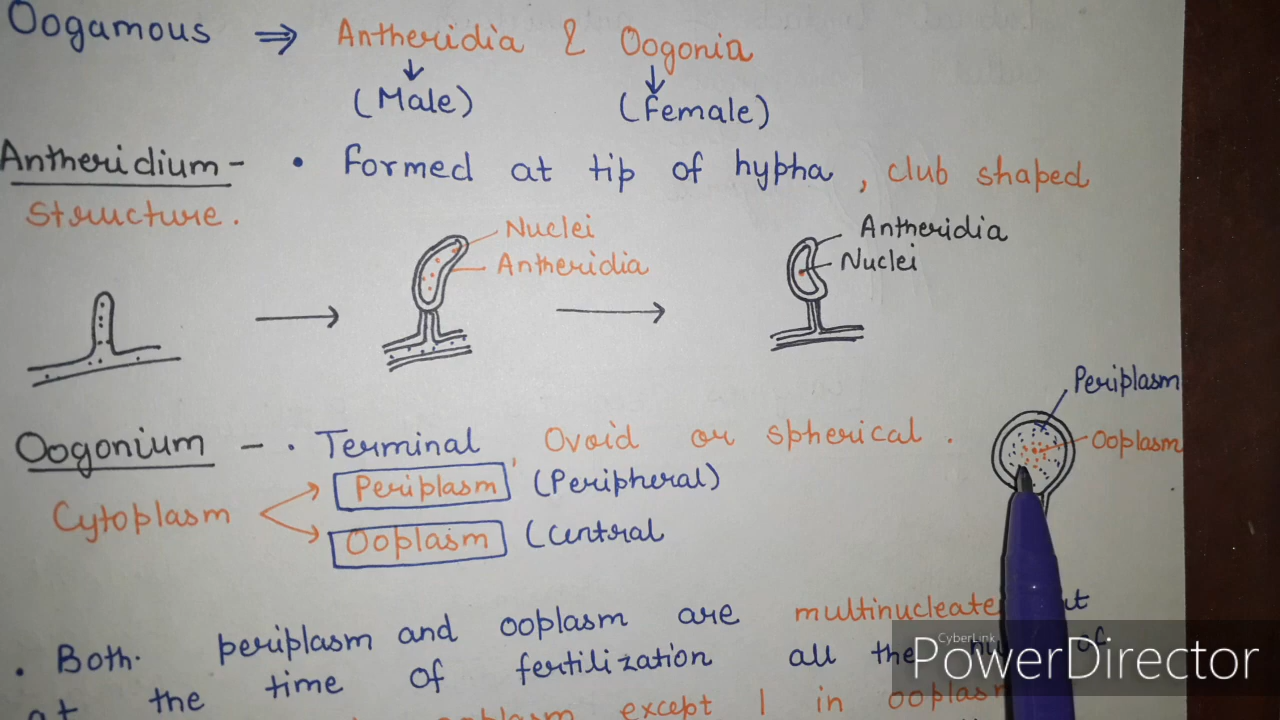 Oogamous ⇒ Antheridia & Oogonia
(Male) (Female)
Antheridium - • Formed at tip of hypha, club shaped
structure.
Nuclei
Antheridia
Antheridia
Nuclei
Periplasm
Ooplasm
Oogonium - • Terminal, Ovoid or spherical.
Cytoplasm
Periplasm (Peripheral)
Ooplasm (Central
• Both periplasm and ooplasm are multinucleate
at the time of fertilization all the of
except 1 in
CyberLink
PowerDirector